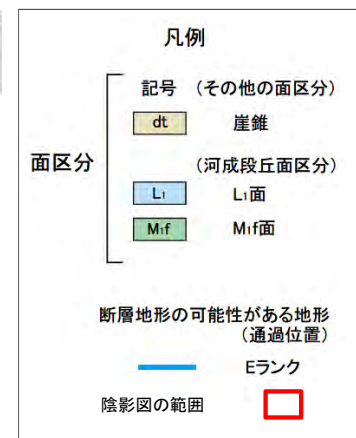 凡例
記号 (その他の面区分)
dt 崖錐
面区分
(河成段丘面区分)
L₁ L₁面
M₁f M₁f面
断層地形の可能性がある地形
(通過位置)
Eランク
陰影図の範囲